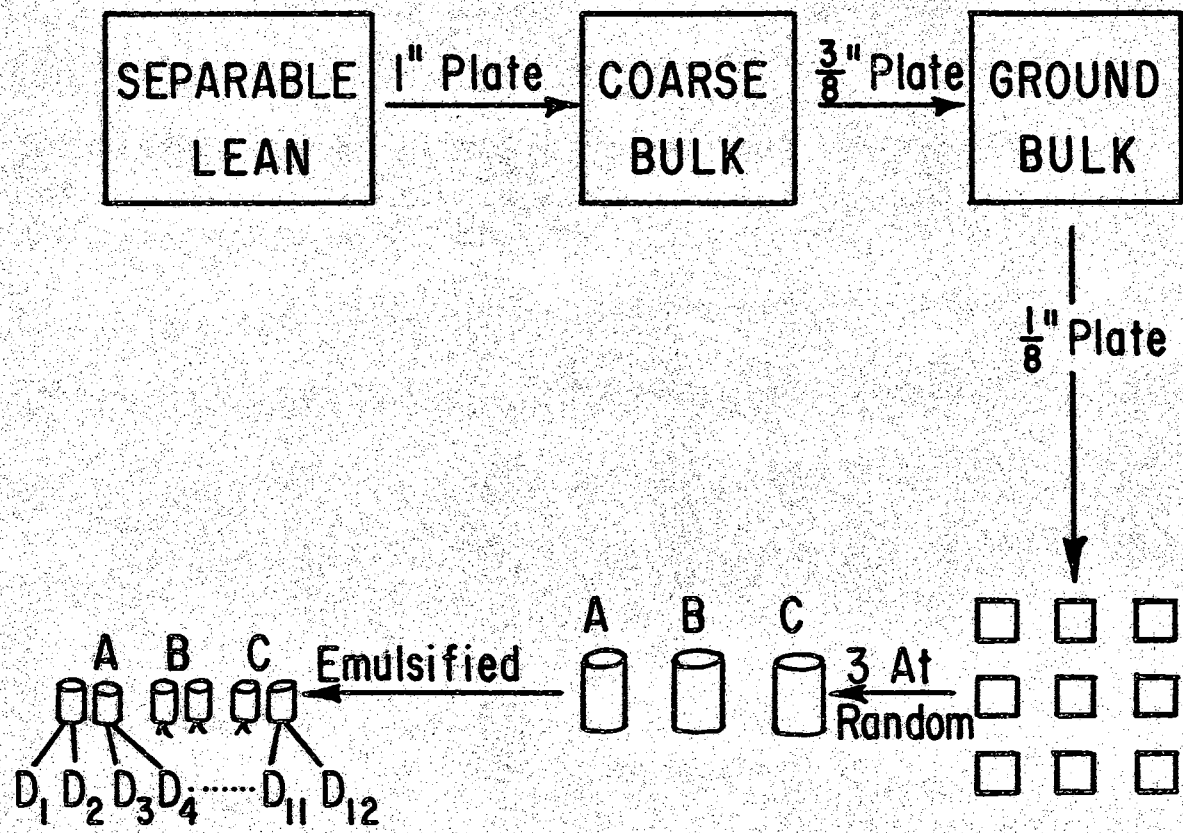 SEPARABLE
LEAN
1" Plate
COARSE
BULK
3/8" Plate
GROUND
BULK
1/8" Plate
3 At
Random
A B C
Emulsified
A B C
D1 D2 D3 D4 ...... D11 D12